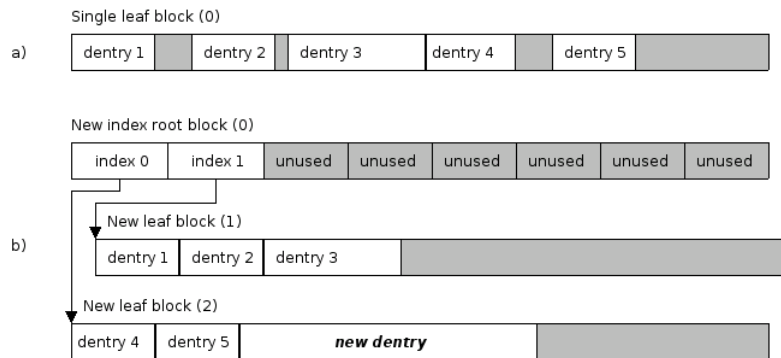 Single leaf block (0)
a)
dentry 1 dentry 2 dentry 3 dentry 4 dentry 5
New index root block (0)
index 0 index 1 unused unused unused unused unused unused
New leaf block (1)
b)
dentry 1 dentry 2 dentry 3
New leaf block (2)
dentry 4 dentry 5 new dentry